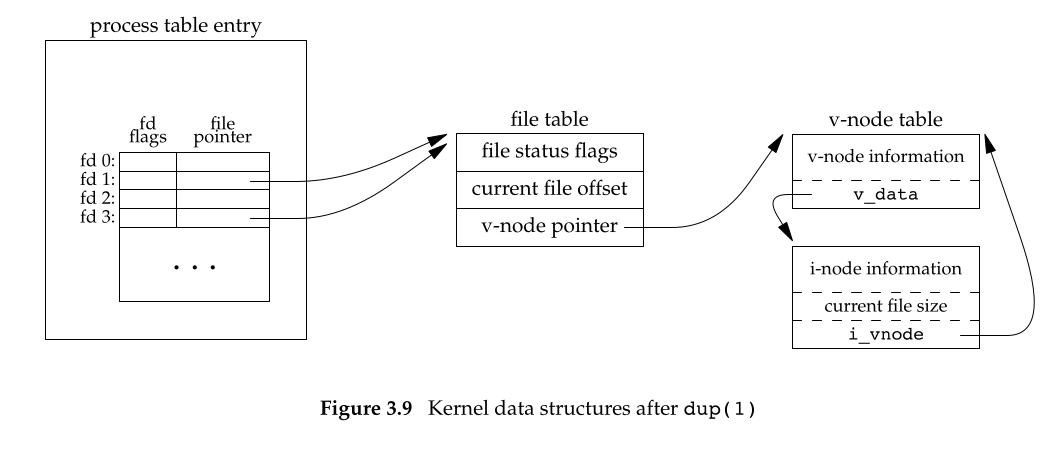 process table entry
fd flags
file pointer
fd 0:
fd 1:
fd 2:
fd 3:
. . .
file table
file status flags
current file offset
v-node pointer
v-node table
v-node information
v_data
i-node information
current file size
i_vnode
Figure 3.9 Kernel data structures after dup(1)